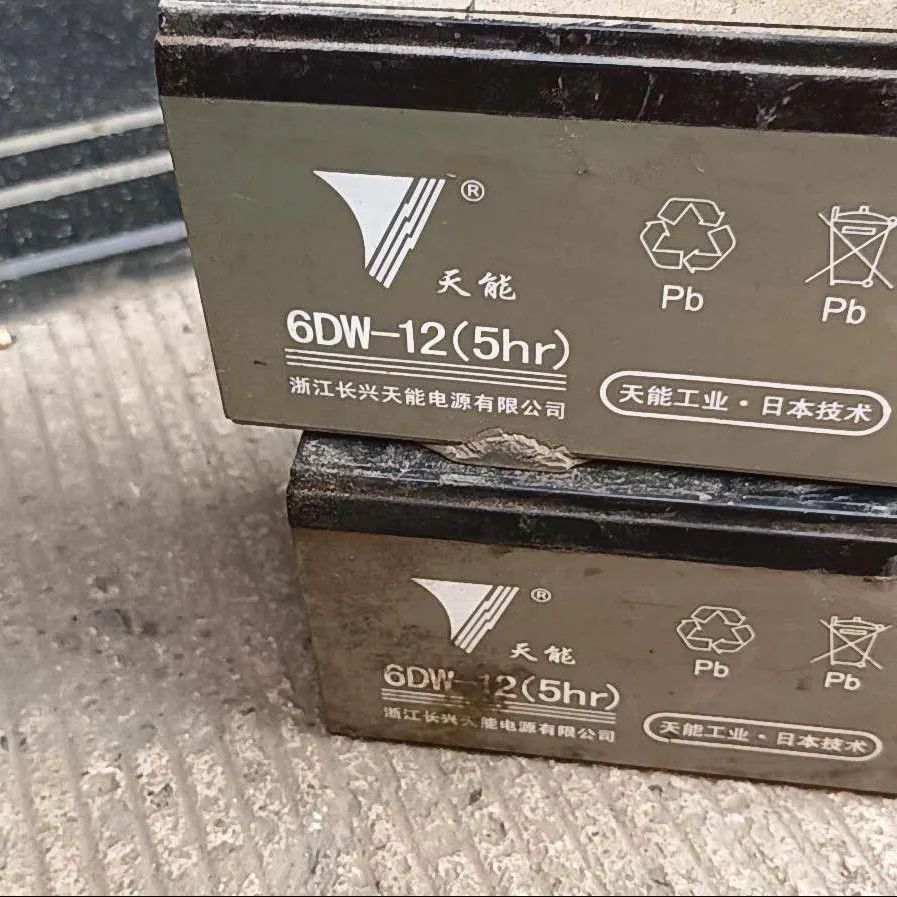 ®
天能
Pb
Pb
6DW-12(5hr)
浙江长兴天能电源有限公司
天能工业·日本技术
®
天能
Pb
Pb
6DW-12(5hr)
浙江长兴天能电源有限公司
天能工业·日本技术